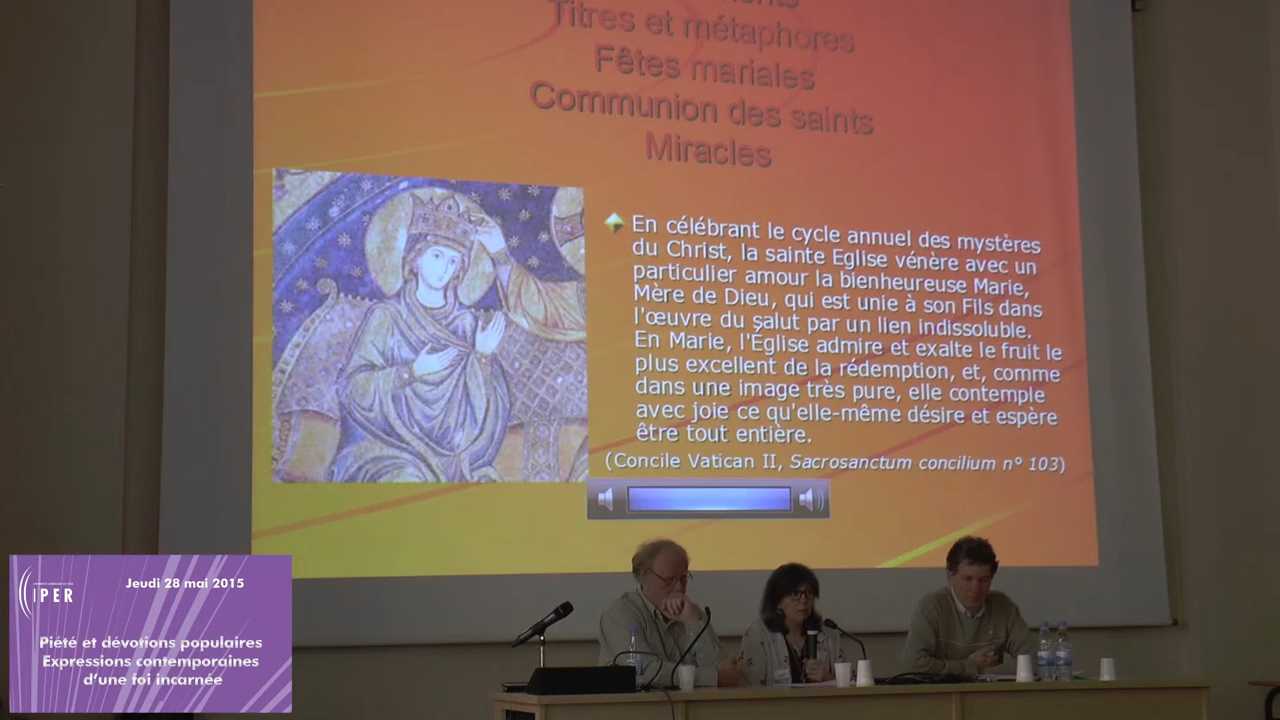 Titres et métaphores
Fêtes mariales
Communion des saints
Miracles
En célébrant le cycle annuel des mystères
du Christ, la sainte Eglise vénère avec un
particulier amour la bienheureuse Marie,
Mère de Dieu, qui est unie à son Fils dans
l'œuvre du salut par un lien indissoluble.
En Marie, l'Église admire et exalte le fruit le
plus excellent de la rédemption, et, comme
dans une image très pure, elle contemple
avec joie ce qu'elle-même désire et espère
être tout entière.
(Concile Vatican II, Sacrosanctum concilium n° 103)
Jeudi 28 mai 2015
IPER
Piété et dévotions populaires
Expressions contemporaines
d'une foi incarnée